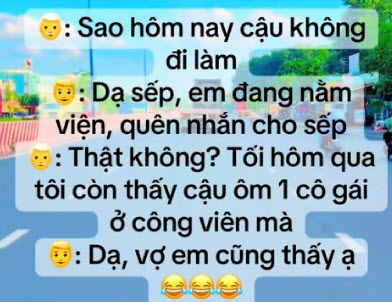 👨: Sao hôm nay cậu không
đi làm
👨: Dạ sếp, em đang nằm
viện, quên nhắn cho sếp
👨: Thật không? Tối hôm qua
tôi còn thấy cậu ôm 1 cô gái
ở công viên mà
👨: Dạ, vợ em cũng thấy ạ
😂😂😂